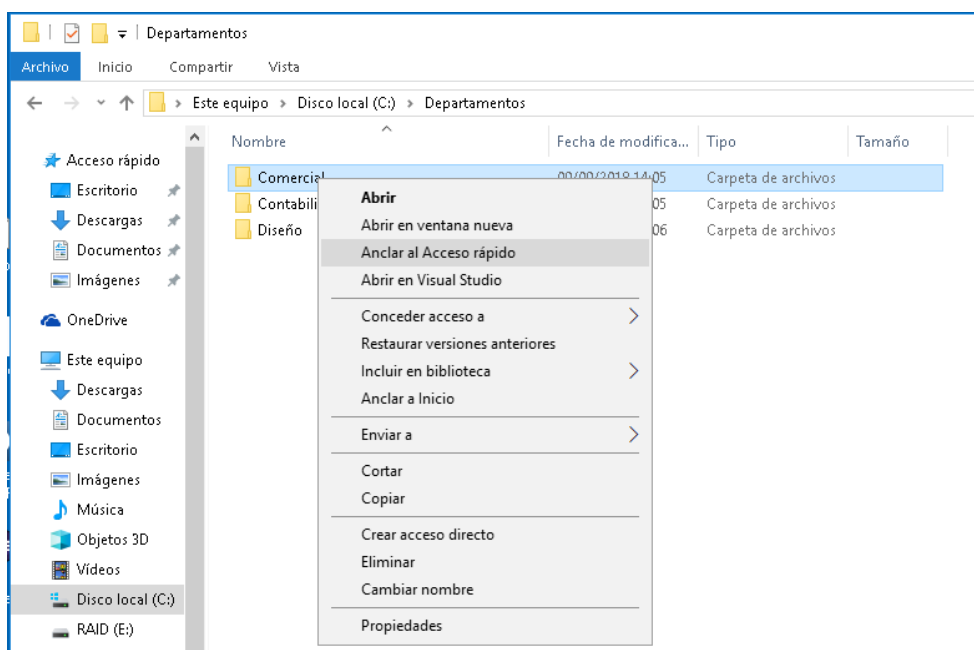 Departamentos
Archivo Inicio Compartir Vista
Este equipo > Disco local (C:) > Departamentos
Nombre Fecha de modifica... Tipo Tamaño
Acceso rápido
Escritorio
Descargas
Documentos
Imágenes
OneDrive
Este equipo
Descargas
Documentos
Escritorio
Imágenes
Música
Objetos 3D
Vídeos
Disco local (C:)
RAID (E:)
Comercial Carpeta de archivos
05 Carpeta de archivos
Diseño 06 Carpeta de archivos
Abrir
Abrir en ventana nueva
Anclar al Acceso rápido
Abrir en Visual Studio
Conceder acceso a
Restaurar versiones anteriores
Incluir en biblioteca
Anclar a Inicio
Enviar a
Cortar
Copiar
Crear acceso directo
Eliminar
Cambiar nombre
Propiedades